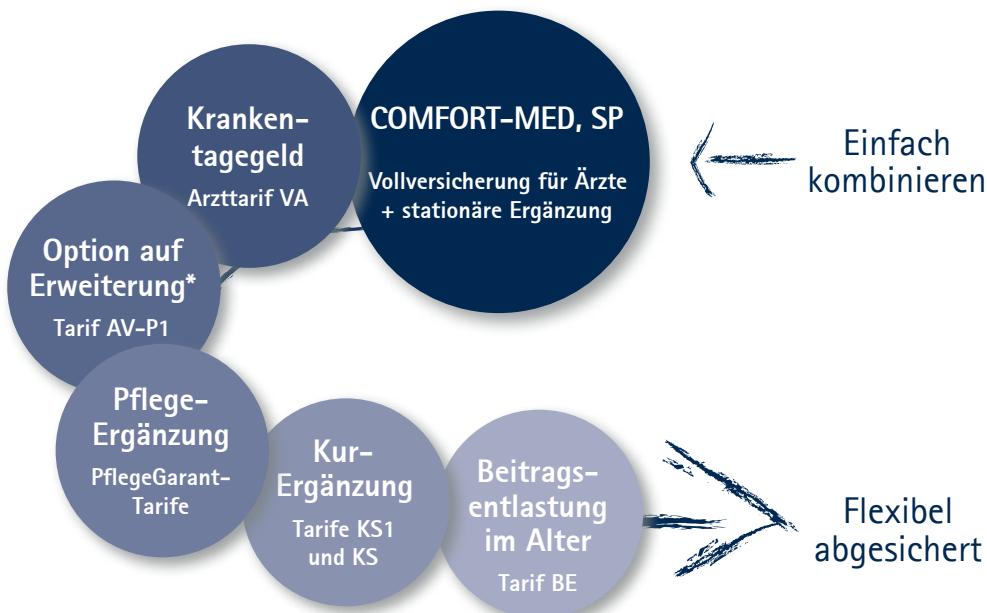 Kranken-
tagegeld
Arzttarif VA
COMFORT-MED, SP
Vollversicherung für Ärzte
+ stationäre Ergänzung
Einfach
kombinieren
Option auf
Erweiterung*
Tarif AV-P1
Pflege-
Ergänzung
PflegeGarant-
Tarife
Kur-
Ergänzung
Tarife KS1
und KS
Beitrags-
entlastung
im Alter
Tarif BE
Flexibel
abgesichert